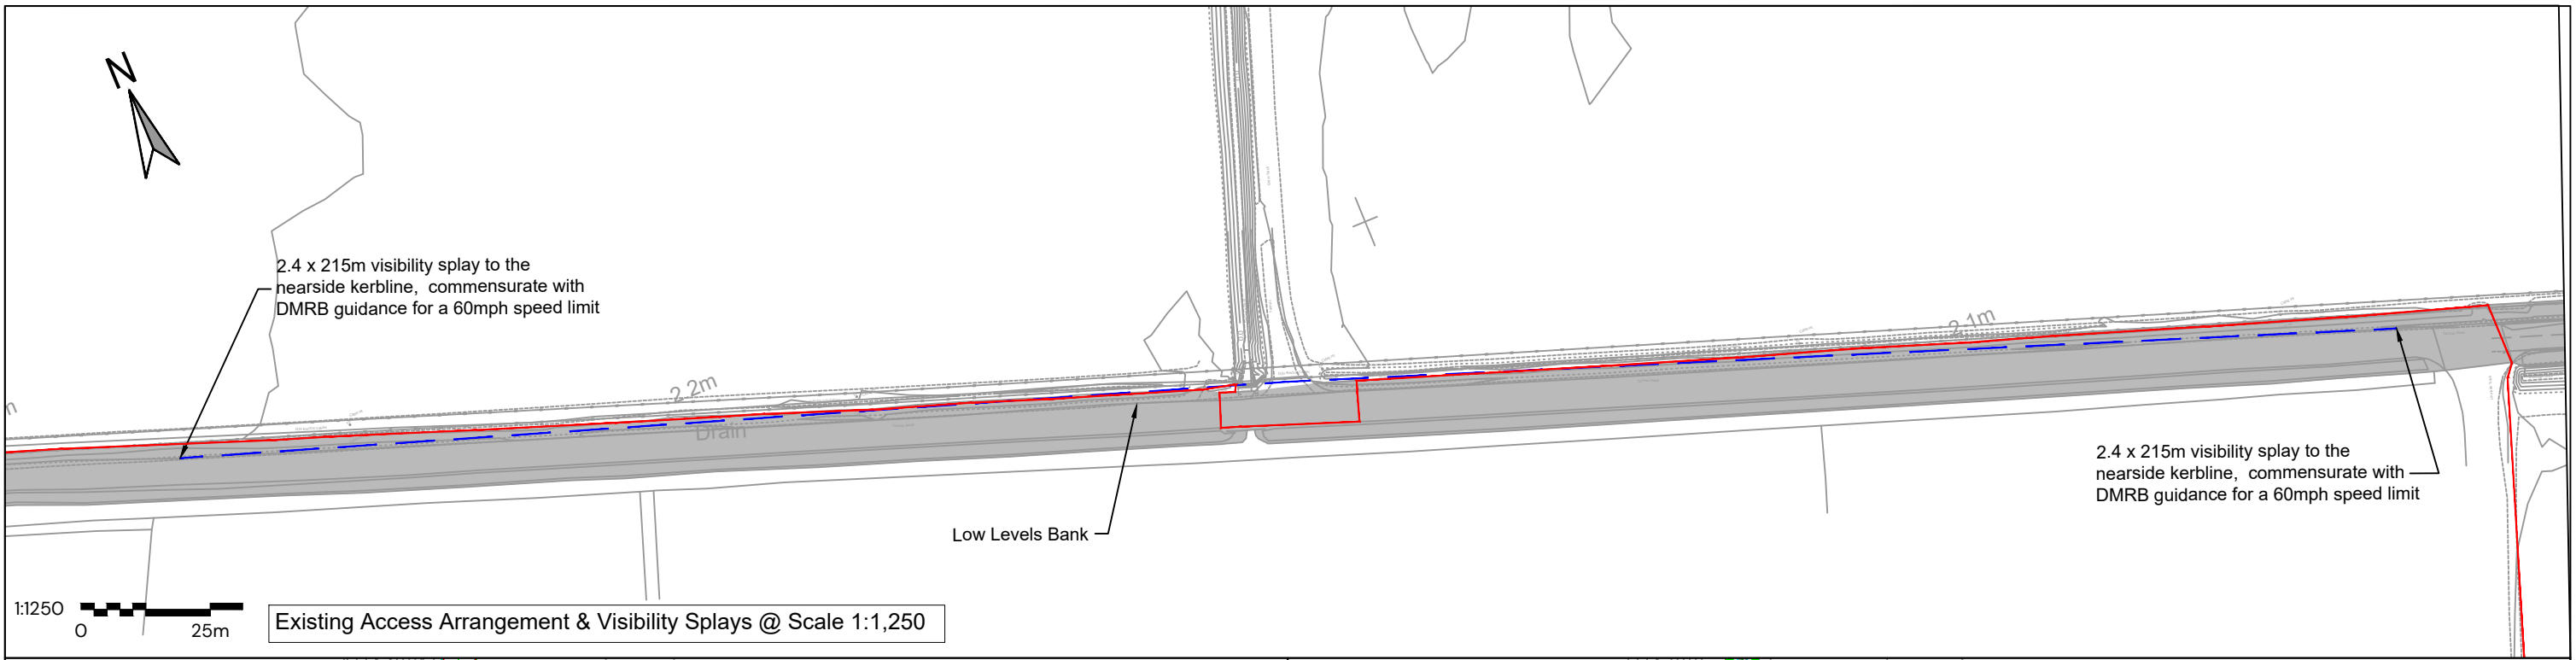 N
2.4 x 215m visibility splay to the
nearside kerbline, commensurate with
DMRB guidance for a 60mph speed limit
2.2m
Drain
2.1m
Low Levels Bank
2.4 x 215m visibility splay to the
nearside kerbline, commensurate with
DMRB guidance for a 60mph speed limit
1:1250
0
25m
Existing Access Arrangement & Visibility Splays @ Scale 1:1,250